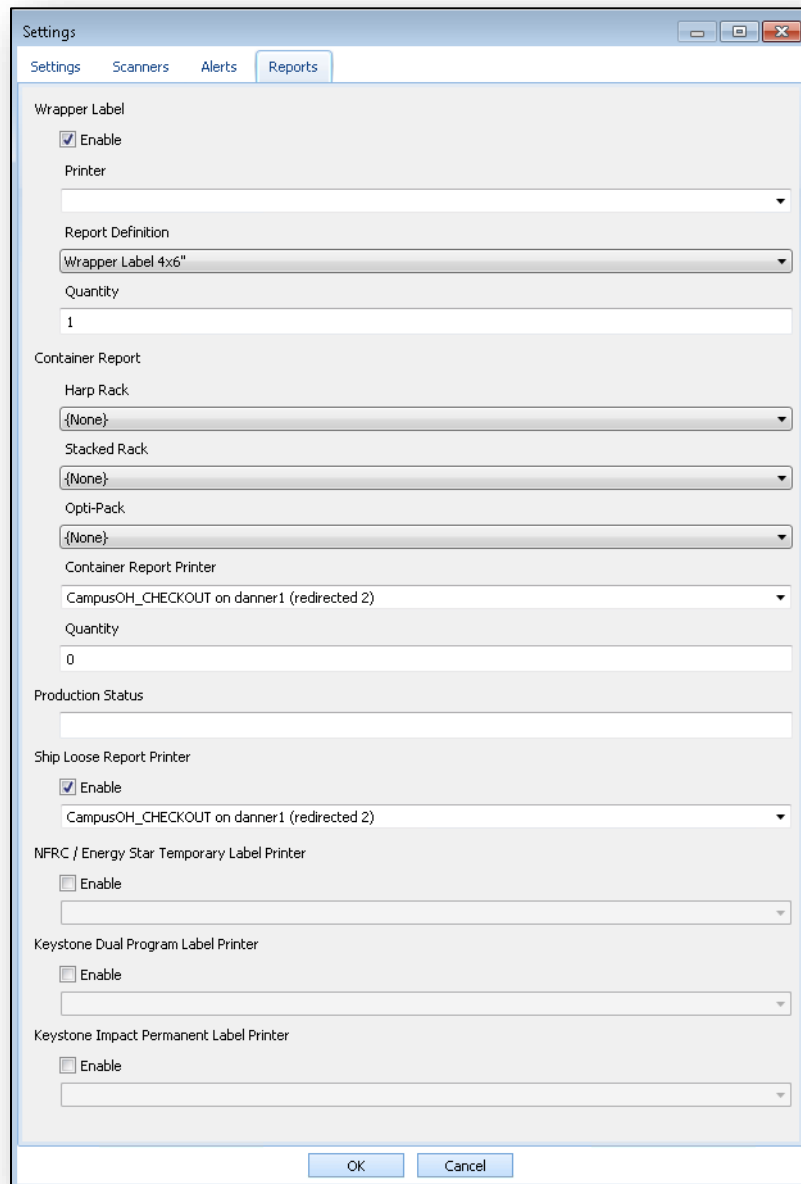 Settings
Settings Scanners Alerts Reports
Wrapper Label
Enable
Printer
Report Definition
Wrapper Label 4x6"
Quantity
1
Container Report
Harp Rack
{None}
Stacked Rack
{None}
Opti-Pack
{None}
Container Report Printer
CampusOH_CHECKOUT on danner1 (redirected 2)
Quantity
0
Production Status
Ship Loose Report Printer
Enable
CampusOH_CHECKOUT on danner1 (redirected 2)
NFRC / Energy Star Temporary Label Printer
Enable
Keystone Dual Program Label Printer
Enable
Keystone Impact Permanent Label Printer
Enable
OK Cancel